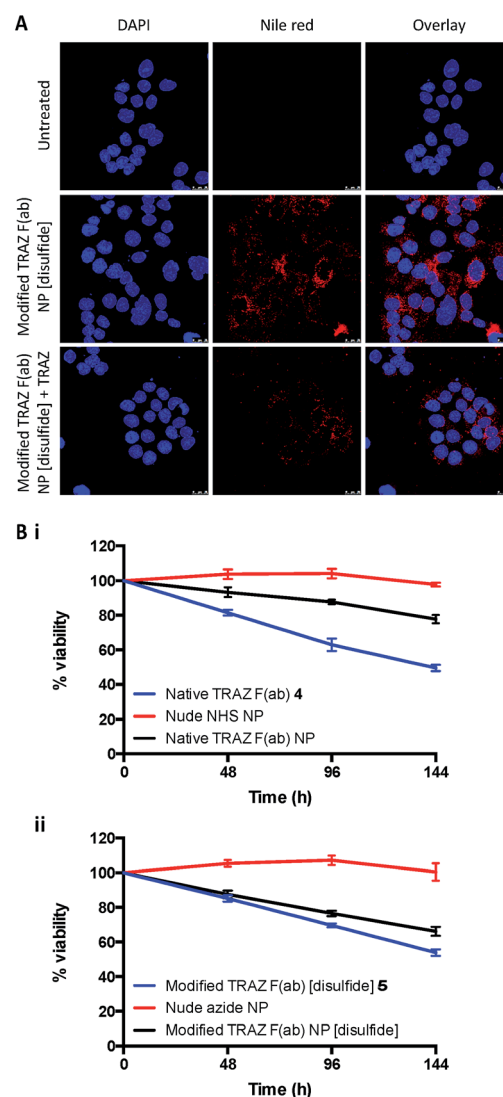 A
DAPI
Nile red
Overlay
Untreated
Modified TRAZ F(ab)
NP [disulfide]
Modified TRAZ F(ab)
NP [disulfide] + TRAZ
B i
120
100
80
60
40
20
0
% viability
Native TRAZ F(ab) 4
Nude NHS NP
Native TRAZ F(ab) NP
0
48
96
144
Time (h)
ii
120
100
80
60
40
20
0
% viability
Modified TRAZ F(ab) [disulfide] 5
Nude azide NP
Modified TRAZ F(ab) NP [disulfide]
0
48
96
144
Time (h)